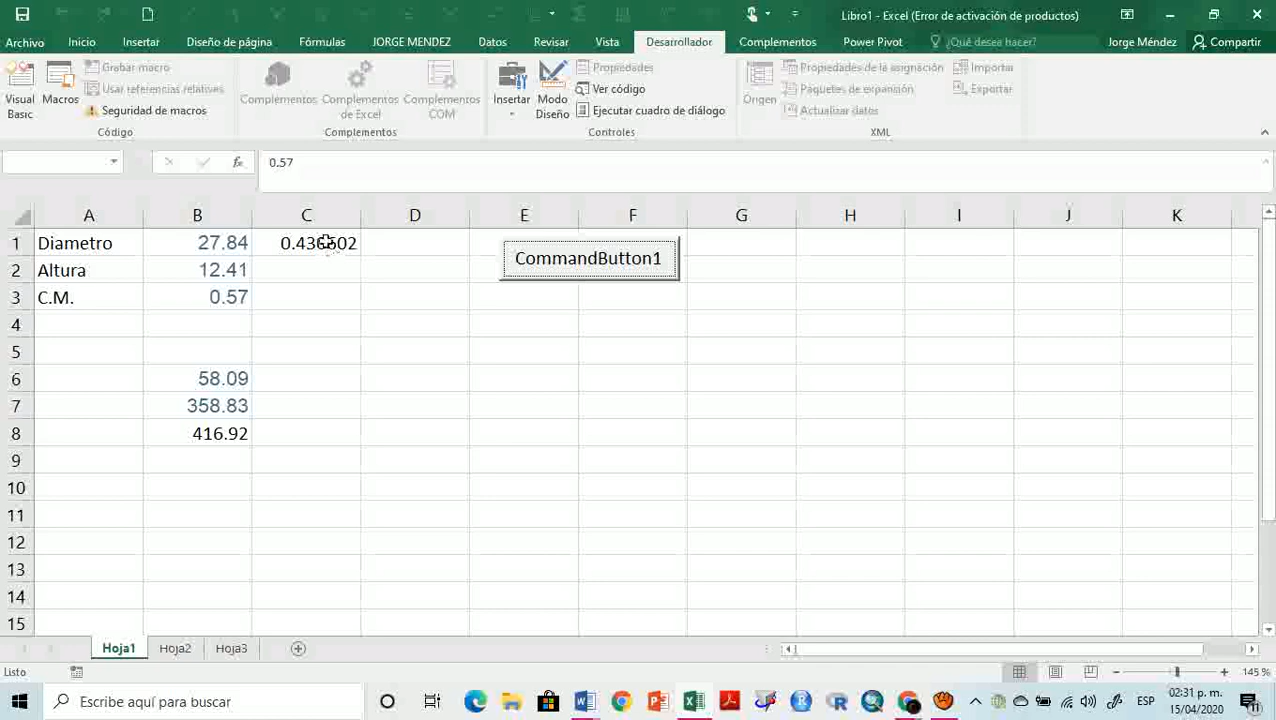 Libro1 - Excel (Error de activación de productos)
Archivo Inicio Insertar Diseño de página Fórmulas JORGE MENDEZ Datos Revisar Vista Desarrollador Complementos Power Pivot ¿Qué desea hacer? Jorge Méndez Compartir
Visual Basic
Macros
Grabar macro
Usar referencias relativas
Seguridad de macros
Código
Complementos
Complementos de Excel
Complementos COM
Complementos
Insertar
Modo Diseño
Propiedades
Ver código
Ejecutar cuadro de diálogo
Controles
Origen
Propiedades de la asignación
Paquetes de expansión
Actualizar datos
Importar
Exportar
XML
fx 0.57
A B C D E F G H I J K
1 Diametro 27.84 CommandButton1
2 Altura 12.41
3 C.M. 0.57
4
5
6 58.09
7 358.83
8 416.92
9
10
11
12
13
14
15
Hoja1 Hoja2 Hoja3
Listo 145 %
Escribe aquí para buscar ESP 02:31 p. m.
15/04/2020